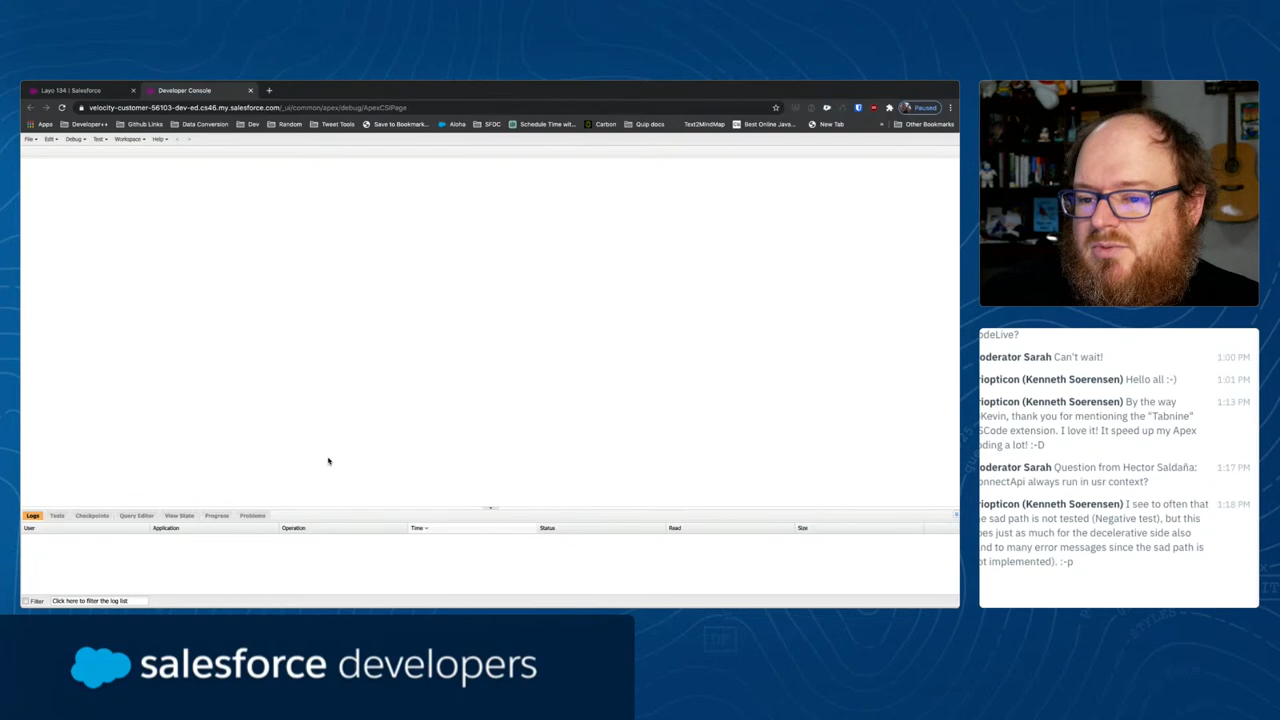 Layo 134 | Salesforce
Developer Console
velocity-customer-56103-dev-ed.cs46.my.salesforce.com/_ui/common/apex/debug/ApexCSIPage
Paused
Apps Developer++ Github Links Data Conversion Dev Random Tweet Tools Save to Bookmark... Aloha SFDC Schedule Time wit... Carbon Quip docs Text2MindMap Best Online Java... New Tab » Other Bookmarks
File Edit Debug Test Workspace Help < >
Logs Tests Checkpoints Query Editor View State Progress Problems
User Application Operation Time Status Read Size
Filter Click here to filter the log list
odeLive?
oderator Sarah Can't wait! 1:00 PM
iopticon (Kenneth Soerensen) Hello all :-) 1:01 PM
iopticon (Kenneth Soerensen) By the way 1:13 PM
Kevin, thank you for mentioning the "Tabnine"
SCode extension. I love it! It speed up my Apex
ding a lot! :-D
oderator Sarah Question from Hector Saldaña: 1:17 PM
onnectApi always run in usr context?
iopticon (Kenneth Soerensen) I see to often that 1:18 PM
e sad path is not tested (Negative test), but this
es just as much for the decelerative side also
nd to many error messages since the sad path is
t implemented). :-p
salesforce developers